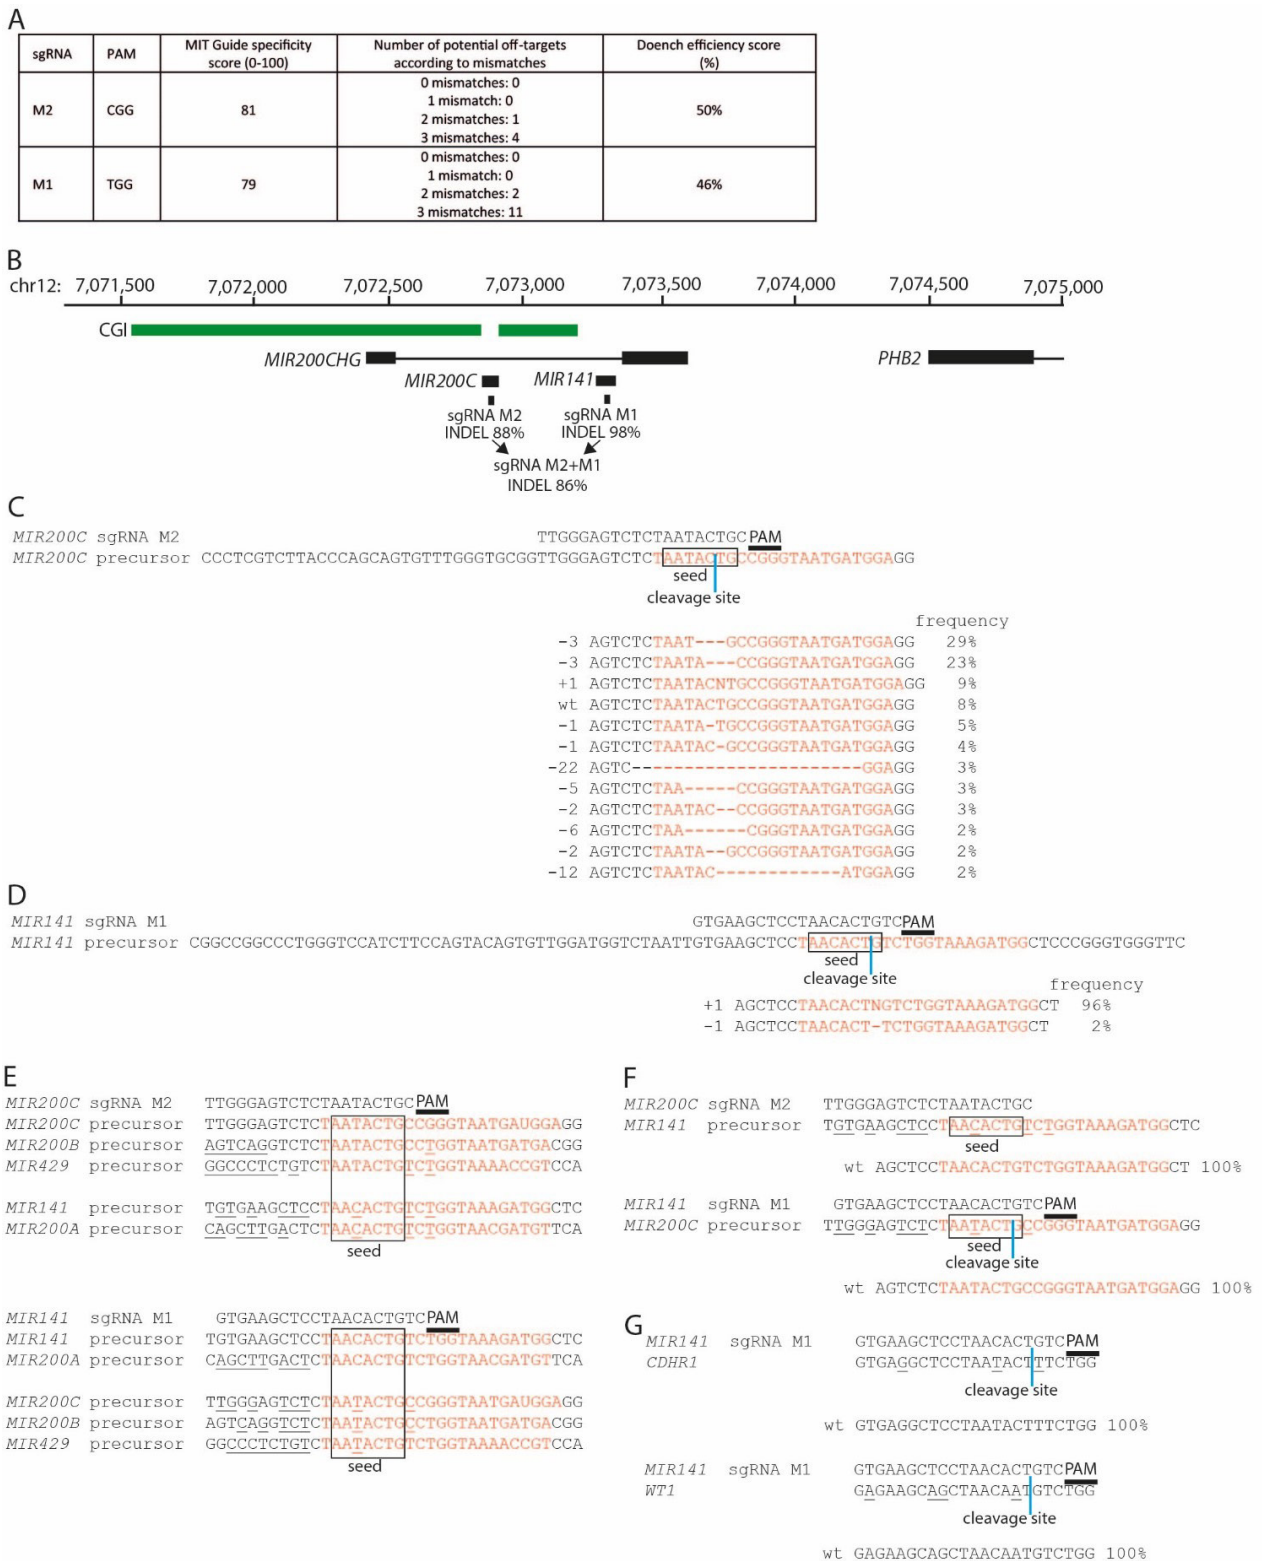 A
sgRNA PAM MIT Guide specificity score (0-100) Number of potential off-targets according to mismatches Doench efficiency score (%)
M2 CGG 81 0 mismatches: 0 50%
1 mismatch: 0
2 mismatches: 1
3 mismatches: 4
M1 TGG 79 0 mismatches: 0 46%
1 mismatch: 0
2 mismatches: 2
3 mismatches: 11
B
chr12: 7,071,500 7,072,000 7,072,500 7,073,000 7,073,500 7,074,000 7,074,500 7,075,000
CGI
MIR200CHG PHB2
MIR200C MIR141
sgRNA M2 sgRNA M1
INDEL 88% INDEL 98%
sgRNA M2+M1
INDEL 86%
C
MIR200C sgRNA M2 TTGGGAGTCTCTAATACTGCPAM
MIR200C precursor CCCTCGTCTTACCCAGCAGTGTTTGGGTGCGGTTGGGAGTCTCTAATACTGCCGGGTAATGATGGAGG
seed
cleavage site
frequency
-3 AGTCTCTAAT---GCCGGGTAATGATGGAGG 29%
-3 AGTCTCTAATA---CCGGGTAATGATGGAGG 23%
+1 AGTCTCTAATACNTGCCGGGTAATGATGGAGG 9%
wt AGTCTCTAATACTGCCGGGTAATGATGGAGG 8%
-1 AGTCTCTAATA-TGCCGGGTAATGATGGAGG 5%
-1 AGTCTCTAATAC-GCCGGGTAATGATGGAGG 4%
-22 AGTC----------------------GGAGG 3%
-5 AGTCTCTAA-----CCGGGTAATGATGGAGG 3%
-2 AGTCTCTAATAC--CCGGGTAATGATGGAGG 3%
-6 AGTCTCTAA------CGGGTAATGATGGAGG 2%
-2 AGTCTCTAATA--GCCGGGTAATGATGGAGG 2%
-12 AGTCTCTAATAC------------ATGGAGG 2%
D
MIR141 sgRNA M1 GTGAAGCTCCTAACACTGTCPAM
MIR141 precursor CGGCCGGCCCTGGGTCCATCTTCCAGTACAGTGTTGGATGGTCTAATTGTGAAGCTCCTAACACTGTCTGGTAAAGATGGCTCCCGGGTGGGTTC
seed
cleavage site
frequency
+1 AGCTCCTAACACTNGTCTGGTAAAGATGGCT 96%
-1 AGCTCCTAACACT-TCTGGTAAAGATGGCT 2%
E
MIR200C sgRNA M2 TTGGGAGTCTCTAATACTGCPAM
MIR200C precursor TTGGGAGTCTCTAATACTGCCGGGTAATGAUGGAGG
MIR200B precursor AGTCAGGTCTCTAATACTGCCTGGTAATGATGACGG
MIR429 precursor GGCCCTCTGTCTAATACTGTCTGGTAAAACCGTCCA
MIR141 precursor TGTGAAGCTCCTAACACTGTCTGGTAAAGATGGCTC
MIR200A precursor CAGCTTGACTCTAACACTGTCTGGTAACGATGTTCA
seed
MIR141 sgRNA M1 GTGAAGCTCCTAACACTGTCPAM
MIR141 precursor TGTGAAGCTCCTAACACTGTCTGGTAAAGATGGCTC
MIR200A precursor CAGCTTGACTCTAACACTGTCTGGTAACGATGTTCA
MIR200C precursor TTGGGAGTCTCTAATACTGCCGGGTAATGAUGGAGG
MIR200B precursor AGTCAGGTCTCTAATACTGCCTGGTAATGATGACGG
MIR429 precursor GGCCCTCTGTCTAATACTGTCTGGTAAAACCGTCCA
seed
F
MIR200C sgRNA M2 TTGGGAGTCTCTAATACTGC
MIR141 precursor TGTGAAGCTCCTAACACTGTCTGGTAAAGATGGCTC
seed
wt AGCTCCTAACACTGTCTGGTAAAGATGGCT 100%
MIR141 sgRNA M1 GTGAAGCTCCTAACACTGTCPAM
MIR200C precursor TTGGGAGTCTCTAATACTGCCGGGTAATGATGGAGG
seed
cleavage site
wt AGTCTCTAATACTGCCGGGTAATGATGGAGG 100%
G
MIR141 sgRNA M1 GTGAAGCTCCTAACACTGTCPAM
CDHR1 GTGAGGCTCCTAATACTTTCTGG
cleavage site
wt GTGAGGCTCCTAATACTTTCTGG 100%
MIR141 sgRNA M1 GTGAAGCTCCTAACACTGTCPAM
WT1 GAGAAGCAGCTAACAATGTCTGG
cleavage site
wt GAGAAGCAGCTAACAATGTCTGG 100%